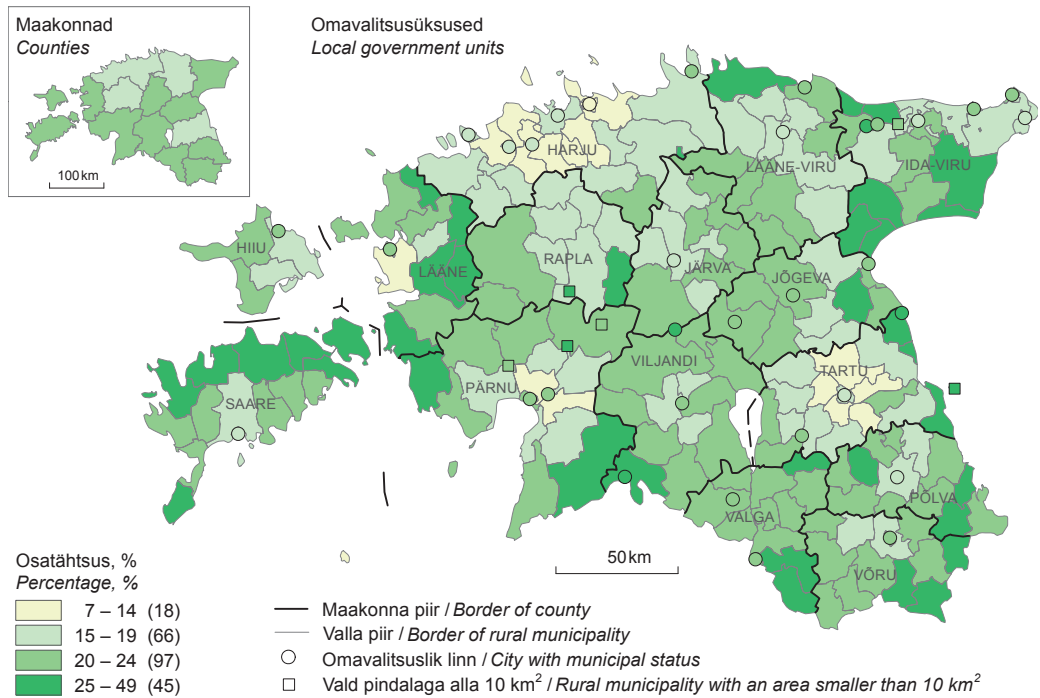 Maakonnad
Counties
100 km
Omavalitsusüksused
Local government units
HARJU
LÄÄNE-VIRU
IDA-VIRU
HIIU
LÄÄNE
RAPLA
JÄRVA
JÕGEVA
SAARE
PÄRNU
VILJANDI
TARTU
PÕLVA
VALGA
VÕRU
50 km
Osatähtsus, %
Percentage, %
7 – 14 (18)
15 – 19 (66)
20 – 24 (97)
25 – 49 (45)
Maakonna piir / Border of county
Valla piir / Border of rural municipality
Omavalitsuslik linn / City with municipal status
Vald pindalaga alla 10 km² / Rural municipality with an area smaller than 10 km²